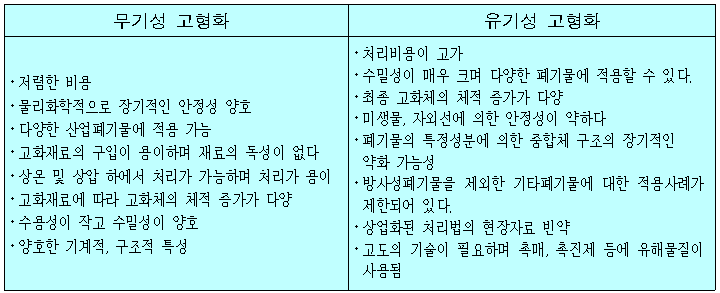 무기성 고형화
· 저렴한 비용
· 물리화학적으로 장기적인 안정성 양호
· 다양한 산업폐기물에 적용 가능
· 고화재료의 구입이 용이하며 재료의 독성이 없다
· 상온 및 상압 하에서 처리가 가능하며 처리가 용이
· 고화재료에 따라 고화체의 체적 증가가 다양
· 수용성이 작고 수밀성이 양호
· 양호한 기계적, 구조적 특성
유기성 고형화
· 처리비용이 고가
· 수밀성이 매우 크며 다양한 폐기물에 적용할 수 있다.
· 최종 고화체의 체적 증가가 다양
· 미생물, 자외선에 의한 안정성이 약하다
· 폐기물의 특정성분에 의한 중합체 구조의 장기적인
약화 가능성
· 방사성폐기물을 제외한 기타폐기물에 대한 적용사례가
제한되어 있다.
· 상업화된 처리법의 현장자료 빈약
· 고도의 기술이 필요하며 촉매, 촉진제 등에 유해물질이
사용됨